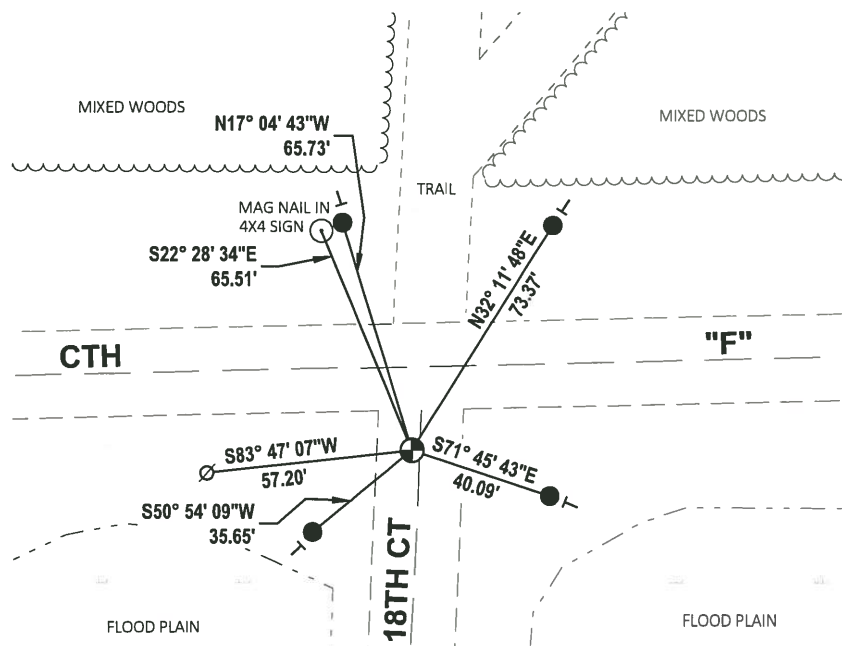 MIXED WOODS
N17° 04' 43"W
65.73'
MIXED WOODS
TRAIL
MAG NAIL IN
4X4 SIGN
S22° 28' 34"E
65.51'
N32° 11' 48"E
73.37'
CTH
"F"
S83° 47' 07"W
57.20'
S71° 45' 43"E
40.09'
S50° 54' 09"W
35.65'
18TH CT
FLOOD PLAIN
FLOOD PLAIN